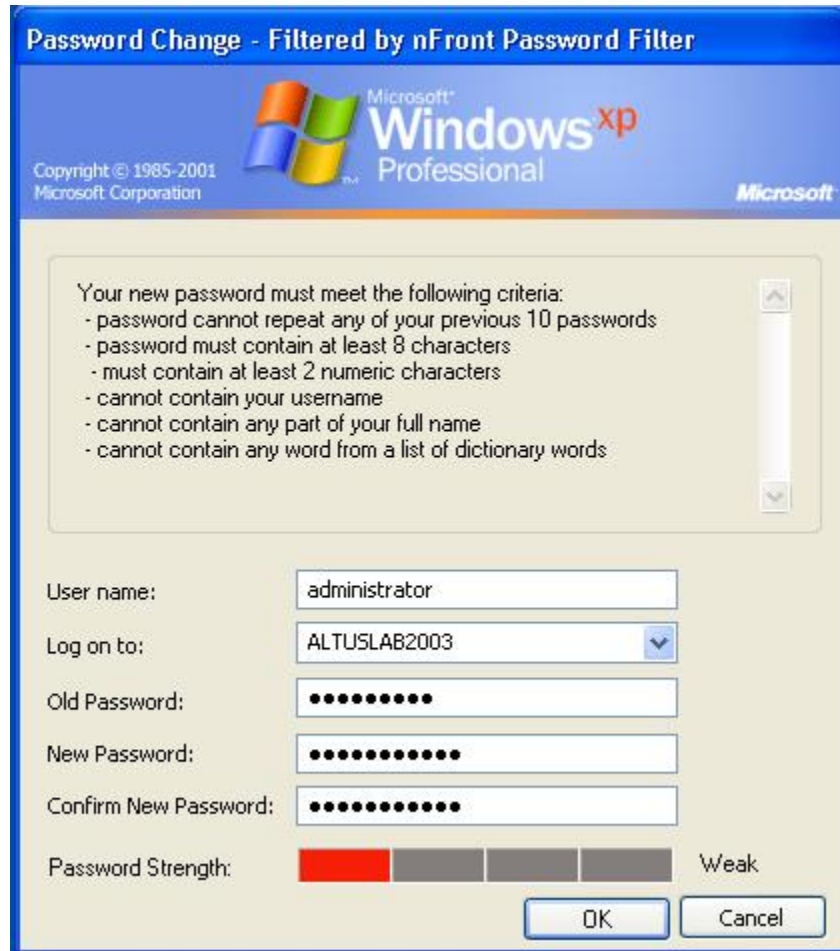 Password Change - Filtered by nFront Password Filter
Microsoft®
Windows xp
Professional
Copyright © 1985-2001
Microsoft Corporation
Microsoft
Your new password must meet the following criteria:
- password cannot repeat any of your previous 10 passwords
- password must contain at least 8 characters
- must contain at least 2 numeric characters
- cannot contain your username
- cannot contain any part of your full name
- cannot contain any word from a list of dictionary words
User name: administrator
Log on to: ALTUSLAB2003
Old Password: ●●●●●●●●●
New Password: ●●●●●●●●●●●
Confirm New Password: ●●●●●●●●●●●
Password Strength: Weak
OK Cancel